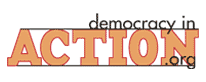 democracy in
ACTION
.org